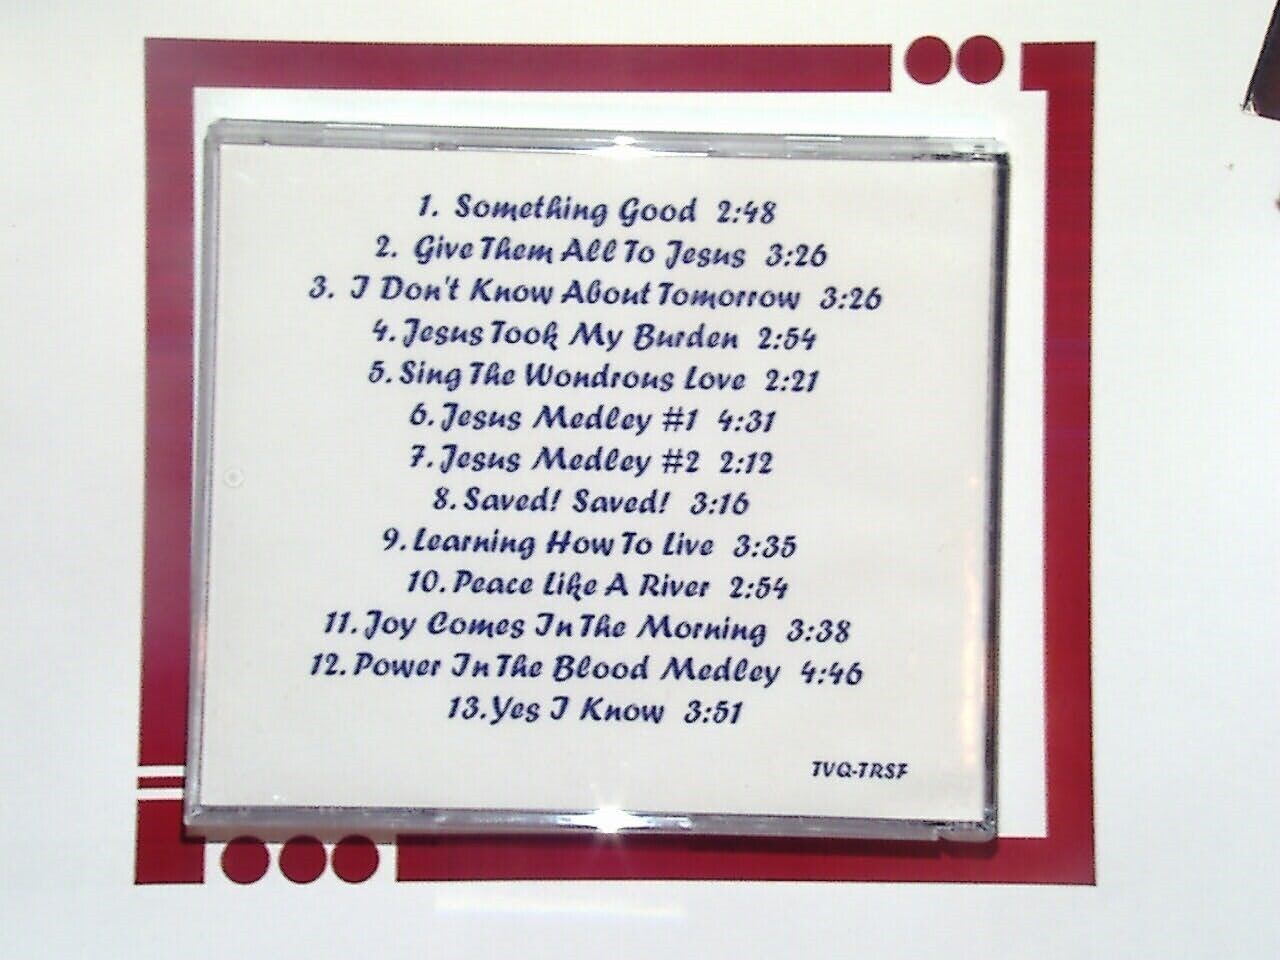 1. Something Good 2:48
2. Give Them All To Jesus 3:26
3. I Don't Know About Tomorrow 3:26
4. Jesus Took My Burden 2:54
5. Sing The Wondrous Love 2:21
6. Jesus Medley #1 4:31
7. Jesus Medley #2 2:12
8. Saved! Saved! 3:16
9. Learning How To Live 3:35
10. Peace Like A River 2:54
11. Joy Comes In The Morning 3:38
12. Power In The Blood Medley 4:46
13. Yes I Know 3:51
TVQ-TRSF